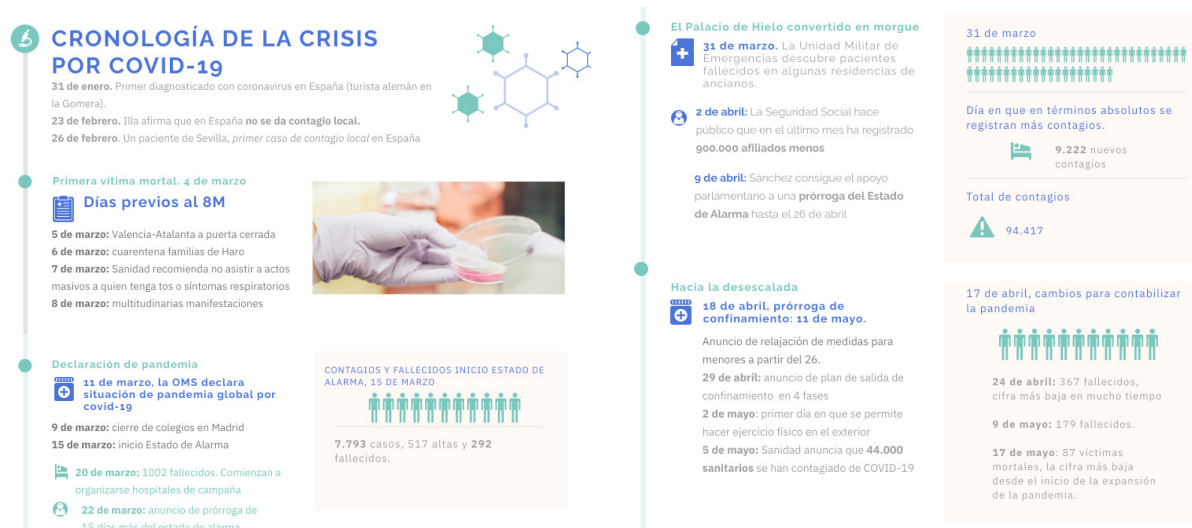 CRONOLOGÍA DE LA CRISIS
POR COVID-19
31 de enero. Primer diagnosticado con coronavirus en España (turista alemán en
la Gomera).
23 de febrero. Illa afirma que en España no se da contagio local.
26 de febrero. Un paciente de Sevilla, primer caso de contagio local en España
Primera vítima mortal. 4 de marzo
Días previos al 8M
5 de marzo: Valencia-Atalanta a puerta cerrada
6 de marzo: cuarentena familias de Haro
7 de marzo: Sanidad recomienda no asistir a actos
masivos a quien tenga tos o síntomas respiratorios
8 de marzo: multitudinarias manifestaciones
Declaración de pandemia
11 de marzo, la OMS declara
situación de pandemia global por
covid-19
9 de marzo: cierre de colegios en Madrid
15 de marzo: inicio Estado de Alarma
20 de marzo: 1002 fallecidos. Comienzan a
organizarse hospitales de campaña
22 de marzo: anuncio de prórroga de
15 días más del estado de alarma
CONTAGIOS Y FALLECIDOS INICIO ESTADO DE
ALARMA, 15 DE MARZO
7.793 casos, 517 altas y 292
fallecidos.
El Palacio de Hielo convertido en morgue
31 de marzo. La Unidad Militar de
Emergencias descubre pacientes
fallecidos en algunas residencias de
ancianos.
2 de abril: La Seguridad Social hace
público que en el último mes ha registrado
900.000 afiliados menos
9 de abril: Sánchez consigue el apoyo
parlamentario a una prórroga del Estado
de Alarma hasta el 26 de abril
31 de marzo
Día en que en términos absolutos se
registran más contagios.
9.222 nuevos
contagios
Total de contagios
94.417
Hacia la desescalada
18 de abril, prórroga de
confinamiento: 11 de mayo.
Anuncio de relajación de medidas para
menores a partir del 26.
29 de abril: anuncio de plan de salida de
confinamiento en 4 fases
2 de mayo: primer día en que se permite
hacer ejercicio físico en el exterior
5 de mayo: Sanidad anuncia que 44.000
sanitarios se han contagiado de COVID-19
17 de abril, cambios para contabilizar
la pandemia
24 de abril: 367 fallecidos,
cifra más baja en mucho tiempo
9 de mayo: 179 fallecidos.
17 de mayo: 87 víctimas
mortales, la cifra más baja
desde el inicio de la expansión
de la pandemia.